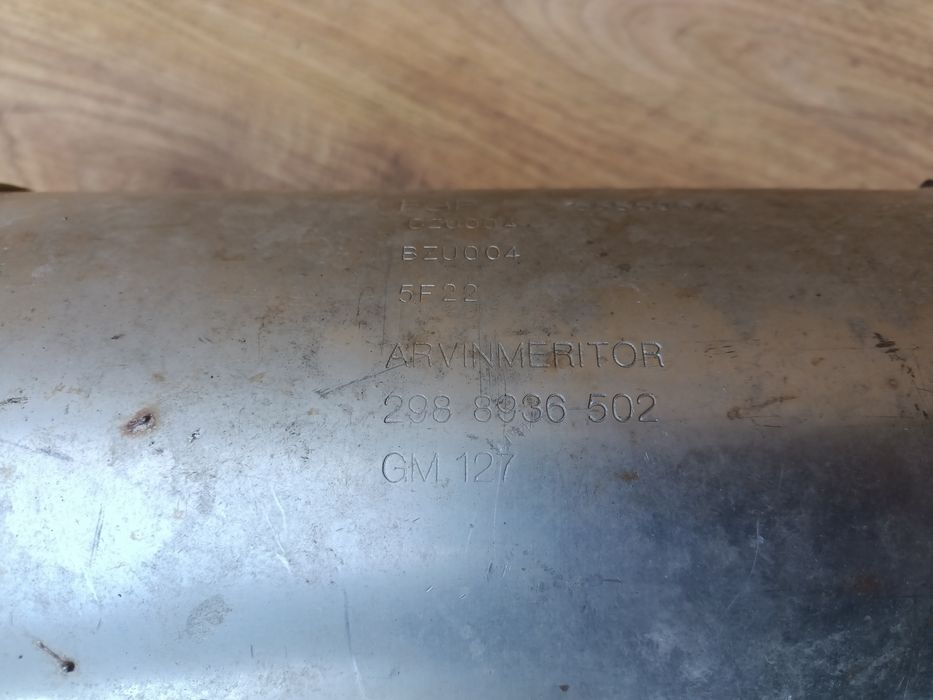 BZU004
5F22
ARVINMERITOR
298 8936 502
GM 127